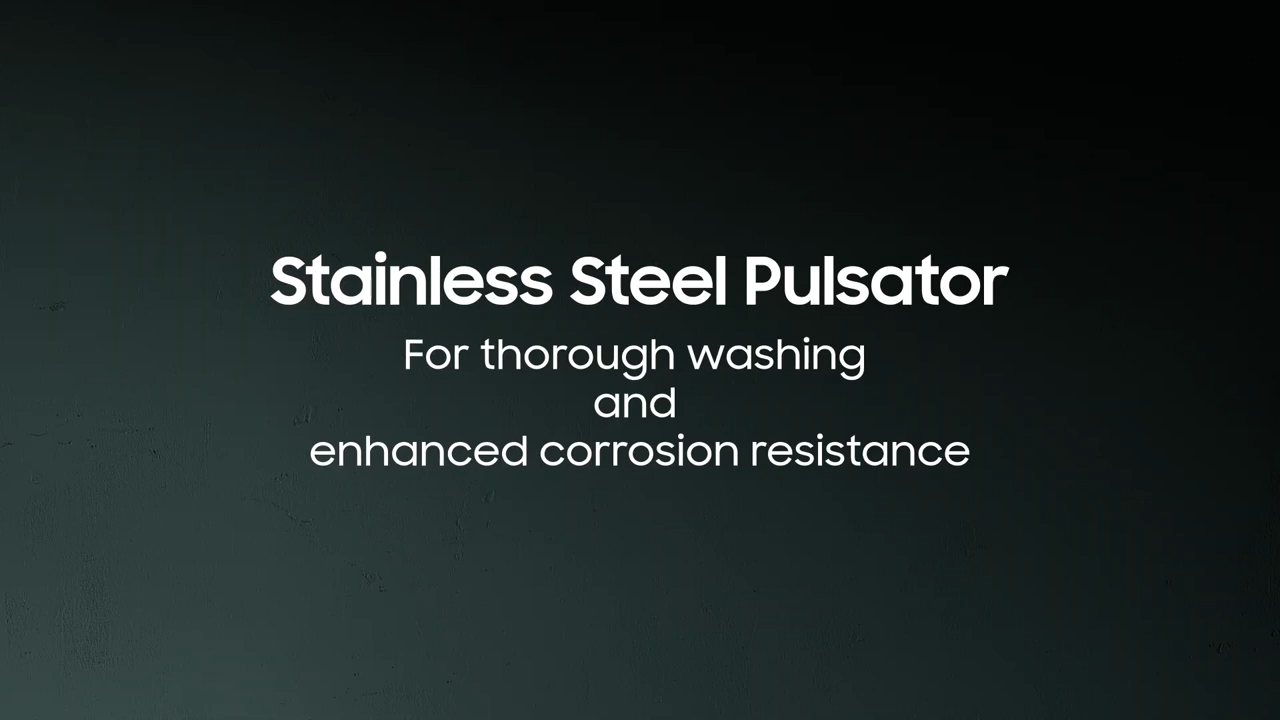 Stainless Steel Pulsator
For thorough washing
and
enhanced corrosion resistance